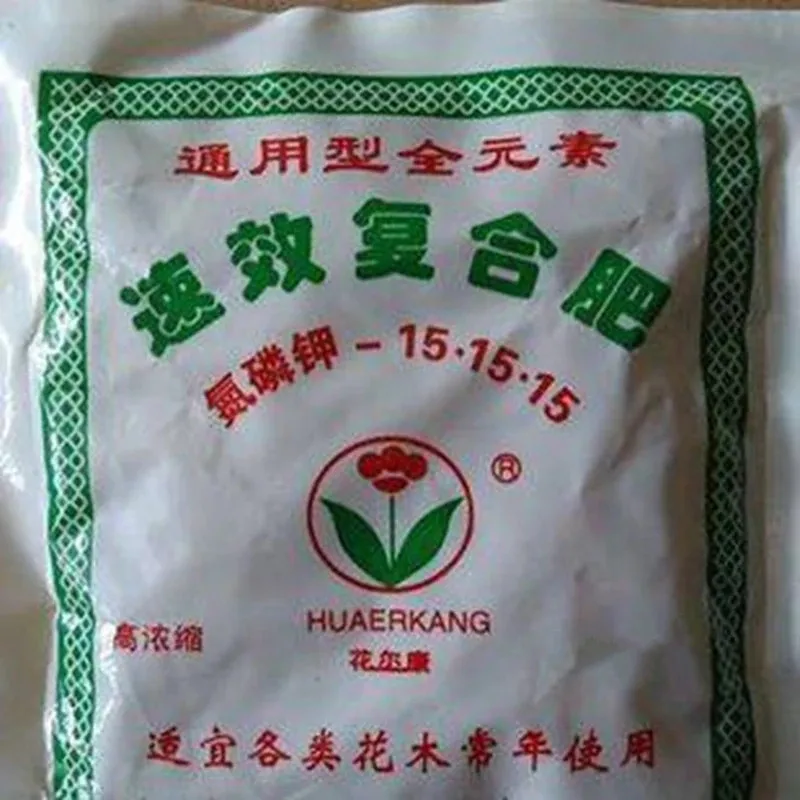 通用型全元素
速效复合肥
氮磷钾-15·15·15
®
HUAERKANG
花尔康
高浓缩
适宜各类花木常年使用